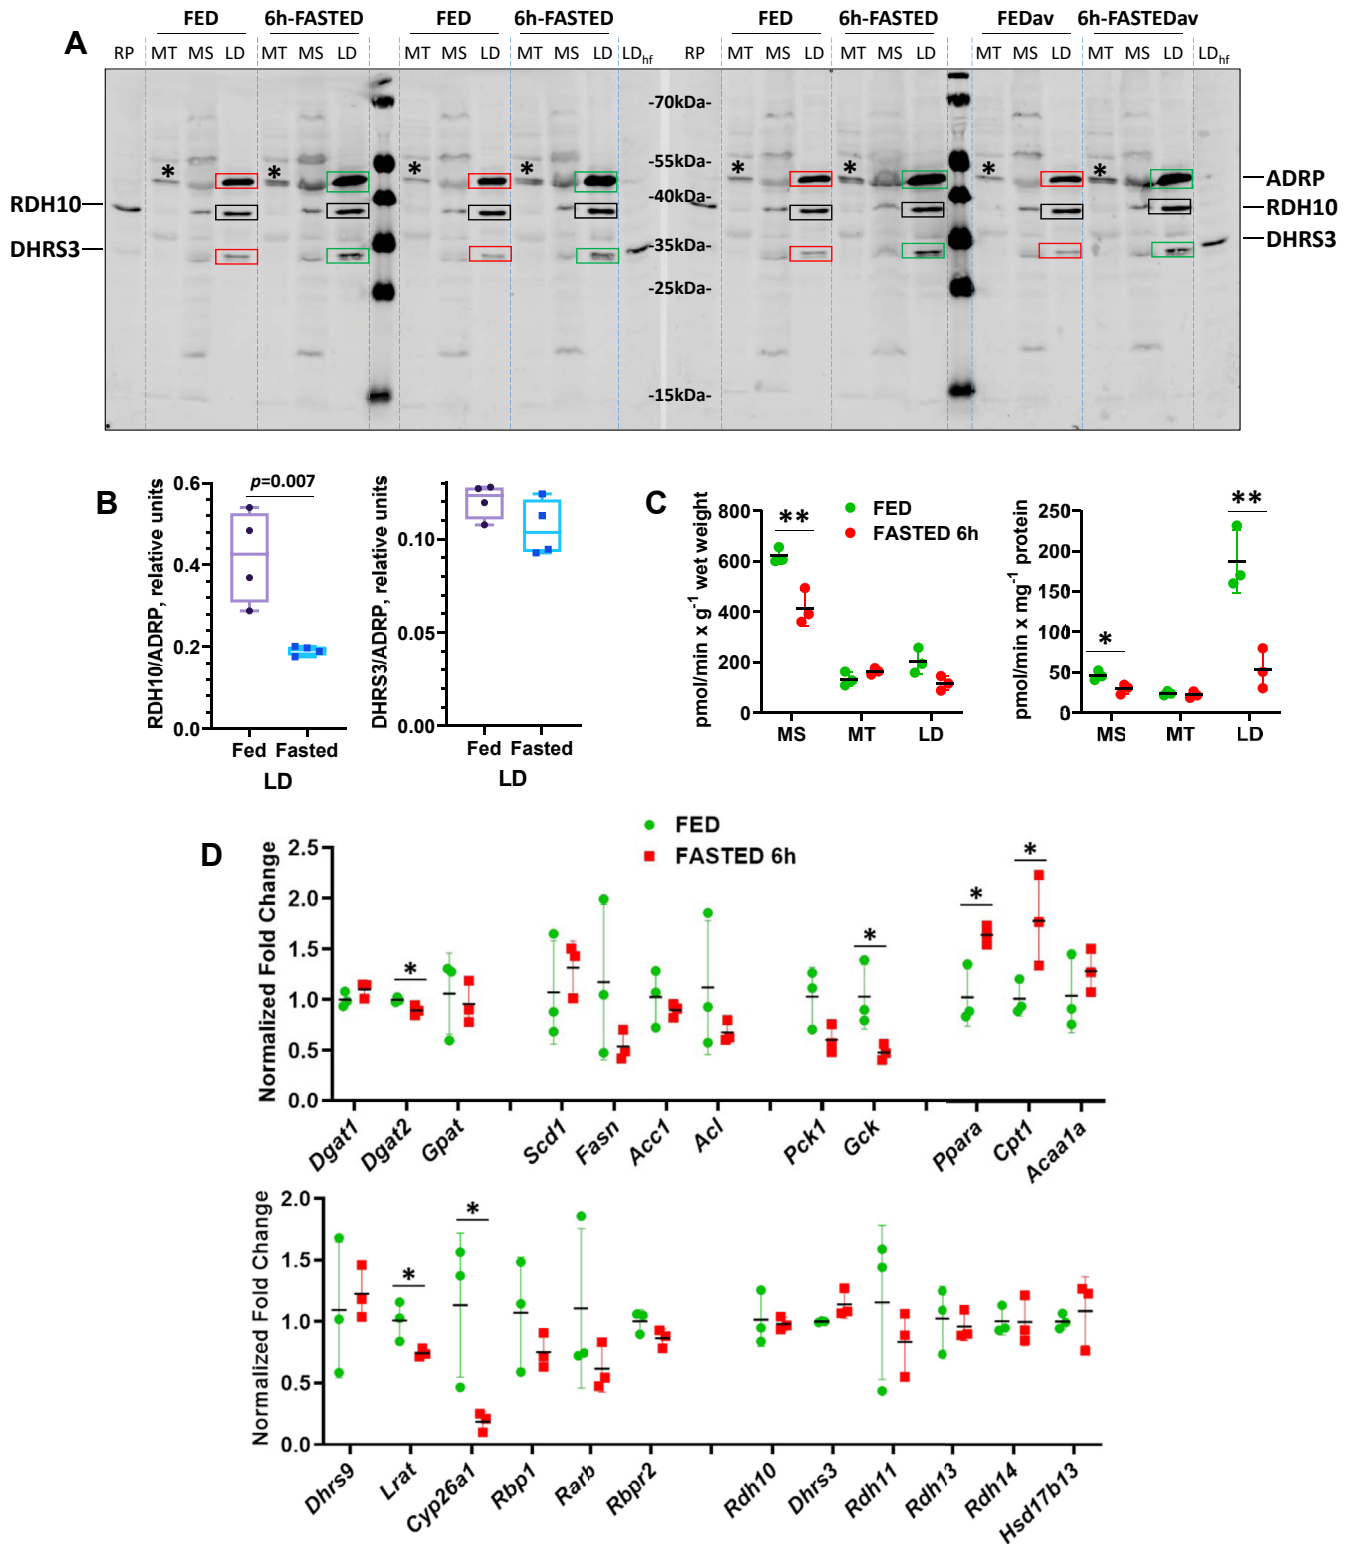 A
FED 6h-FASTED FED 6h-FASTED FED 6h-FASTED FEDav 6h-FASTEDav
RP MT MS LD MT MS LD MT MS LD MT MS LD LDhf RP MT MS LD MT MS LD MT MS LD MT MS LD LDhf
-70kDa-
-55kDa-
-40kDa-
-35kDa-
-25kDa-
-15kDa-
* * * * * * * *
RDH10
DHRS3
ADRP
RDH10
DHRS3
B
RDH10/ADRP, relative units
0.6
0.4
0.2
0.0
p=0.007
Fed Fasted
LD
DHRS3/ADRP, relative units
0.10
0.05
0.00
Fed Fasted
LD
C
pmol/min x g-1 wet weight
800
600
400
200
0
**
FED
FASTED 6h
MS MT LD
pmol/min x mg-1 protein
250
200
150
100
50
0
* **
MS MT LD
D
FED
FASTED 6h
Normalized Fold Change
2.5
2.0
1.5
1.0
0.5
0.0
* * * *
Dgat1 Dgat2 Gpat Scd1 Fasn Acc1 Acl Pck1 Gck Ppara Cpt1 Acaa1a
Normalized Fold Change
2.0
1.5
1.0
0.5
0.0
* *
Dhrs9 Lrat Cyp26a1 Rbp1 Rarb Rbpr2 Rdh10 Dhrs3 Rdh11 Rdh13 Rdh14 Hsd17b13